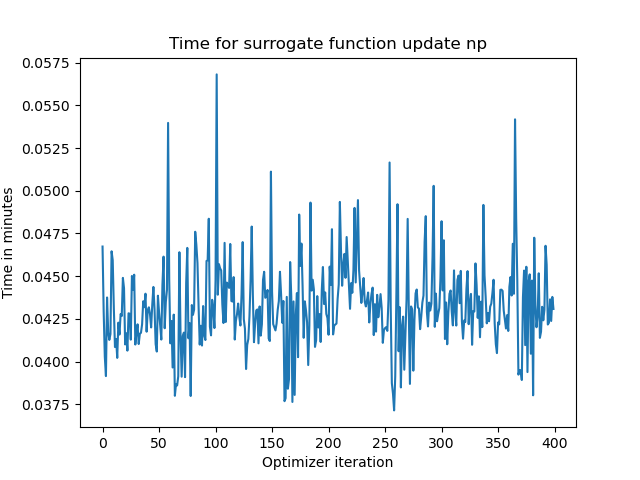 Time for surrogate function update np
0.0575
0.0550
0.0525
0.0500
0.0475
0.0450
0.0425
0.0400
0.0375
Time in minutes
0 50 100 150 200 250 300 350 400
Optimizer iteration